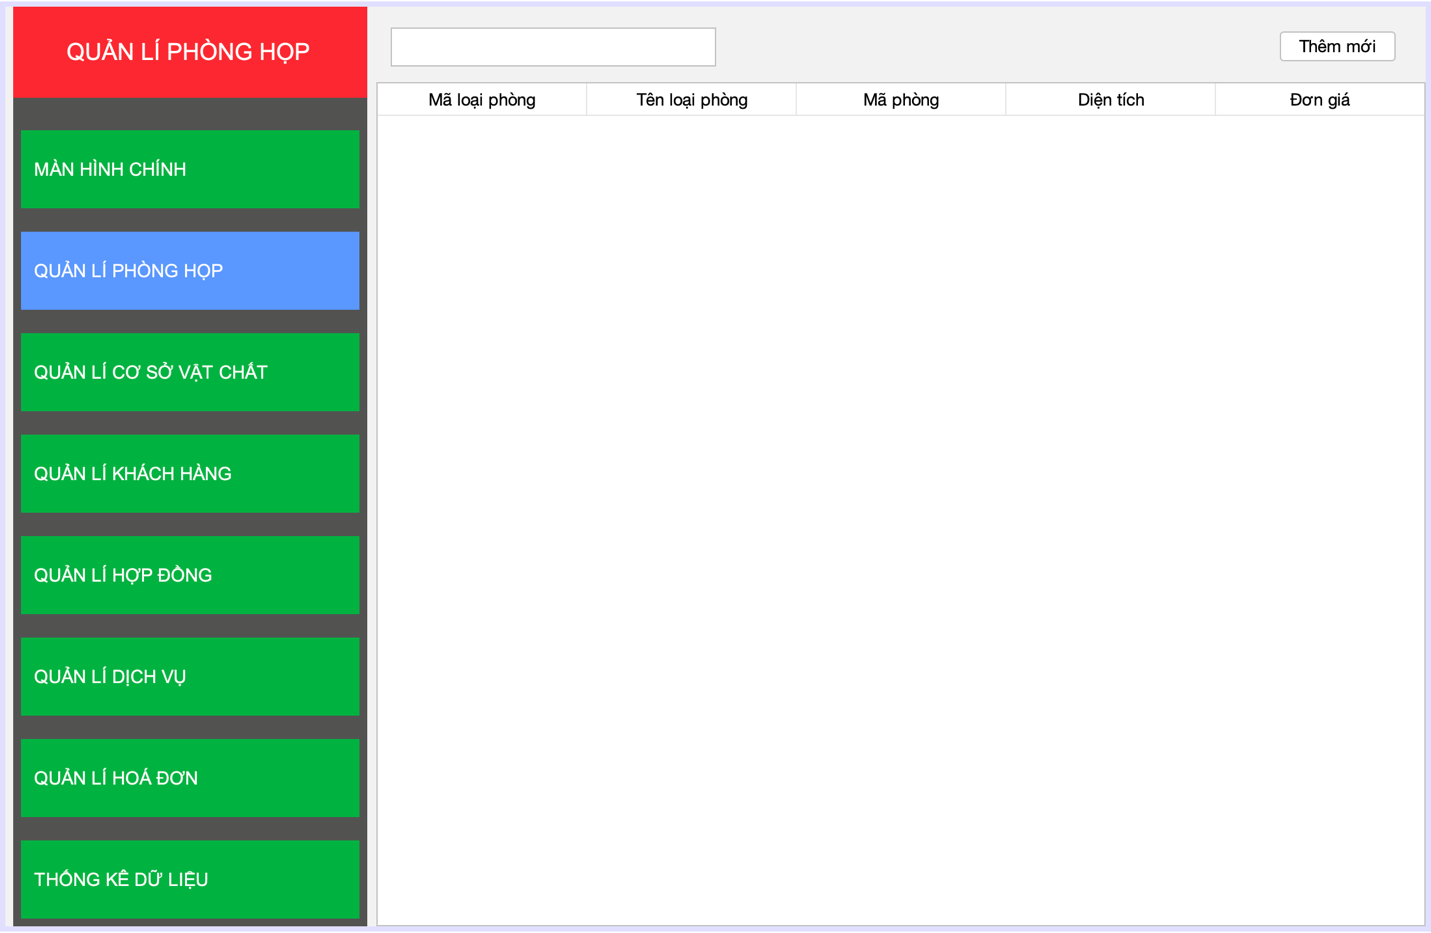 QUẢN LÍ PHÒNG HỌP
MÀN HÌNH CHÍNH
QUẢN LÍ PHÒNG HỌP
QUẢN LÍ CƠ SỞ VẬT CHẤT
QUẢN LÍ KHÁCH HÀNG
QUẢN LÍ HỢP ĐỒNG
QUẢN LÍ DỊCH VỤ
QUẢN LÍ HOÁ ĐƠN
THỐNG KÊ DỮ LIỆU
Thêm mới
Mã loại phòng Tên loại phòng Mã phòng Diện tích Đơn giá